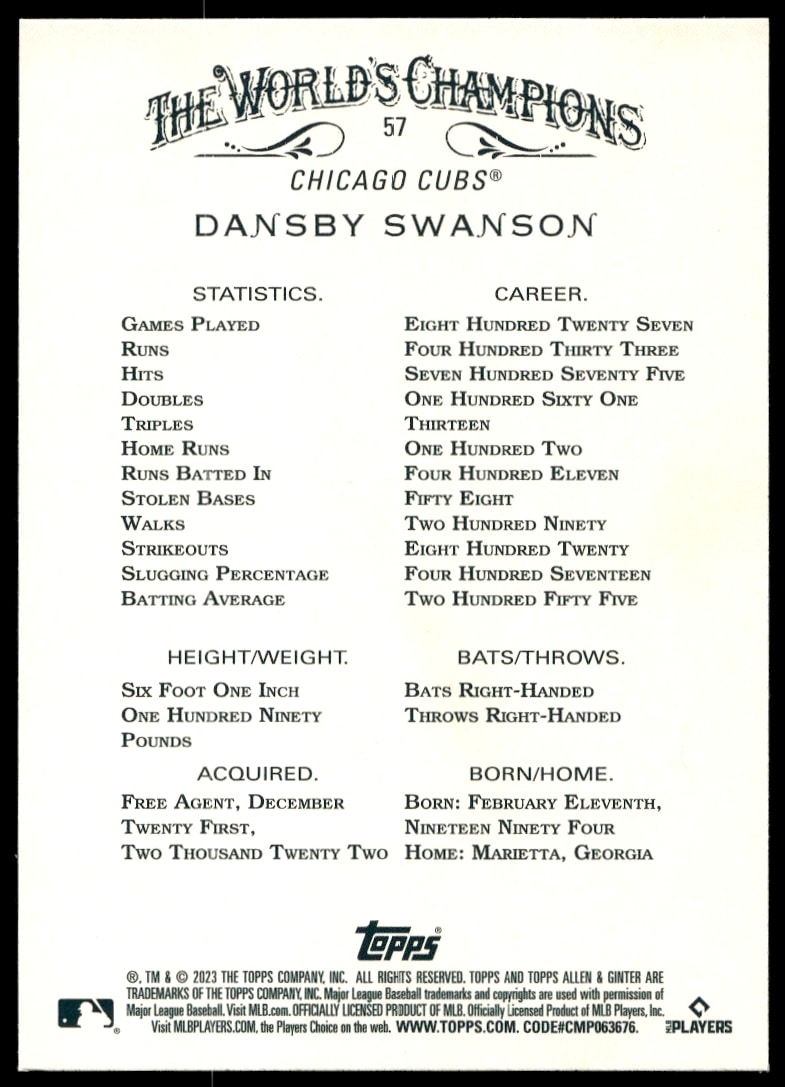 THE WORLD'S CHAMPIONS
57
CHICAGO CUBS®
DANSBY SWANSON
STATISTICS. CAREER.
GAMES PLAYED EIGHT HUNDRED TWENTY SEVEN
RUNS FOUR HUNDRED THIRTY THREE
HITS SEVEN HUNDRED SEVENTY FIVE
DOUBLES ONE HUNDRED SIXTY ONE
TRIPLES THIRTEEN
HOME RUNS ONE HUNDRED TWO
RUNS BATTED IN FOUR HUNDRED ELEVEN
STOLEN BASES FIFTY EIGHT
WALKS TWO HUNDRED NINETY
STRIKEOUTS EIGHT HUNDRED TWENTY
SLUGGING PERCENTAGE FOUR HUNDRED SEVENTEEN
BATTING AVERAGE TWO HUNDRED FIFTY FIVE
HEIGHT/WEIGHT.
SIX FOOT ONE INCH
ONE HUNDRED NINETY
POUNDS
BATS/THROWS.
BATS RIGHT-HANDED
THROWS RIGHT-HANDED
ACQUIRED.
FREE AGENT, DECEMBER
TWENTY FIRST,
TWO THOUSAND TWENTY TWO
BORN/HOME.
BORN: FEBRUARY ELEVENTH,
NINETEEN NINETY FOUR
HOME: MARIETTA, GEORGIA
TOPPS®
®, TM & © 2023 THE TOPPS COMPANY, INC. ALL RIGHTS RESERVED. TOPPS AND TOPPS ALLEN & GINTER ARE
TRADEMARKS OF THE TOPPS COMPANY, INC. Major League Baseball trademarks and copyrights are used with permission of
Major League Baseball. Visit MLB.com. OFFICIALLY LICENSED PRODUCT OF MLB. Officially Licensed Product of MLB Players, Inc.
Visit MLBPLAYERS.COM, the Players Choice on the web. WWW.TOPPS.COM. CODE#CMP063676.
®
MLB PLAYERS